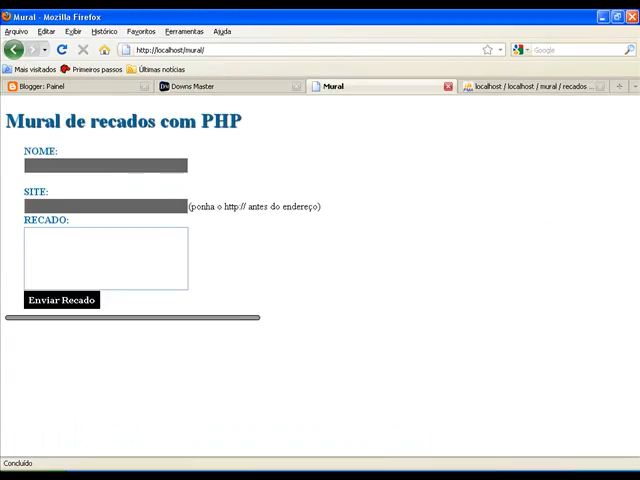 Mural - Mozilla Firefox
Arquivo Editar Exibir Histórico Favoritos Ferramentas Ajuda
http://localhost/mural/ Google
Mais visitados Primeiros passos Últimas notícias
Blogger: Painel Downs Master Mural localhost / localhost / mural / recados ...
Mural de recados com PHP
NOME:
SITE:
(ponha o http:// antes do endereço)
RECADO:
Enviar Recado
Concluído